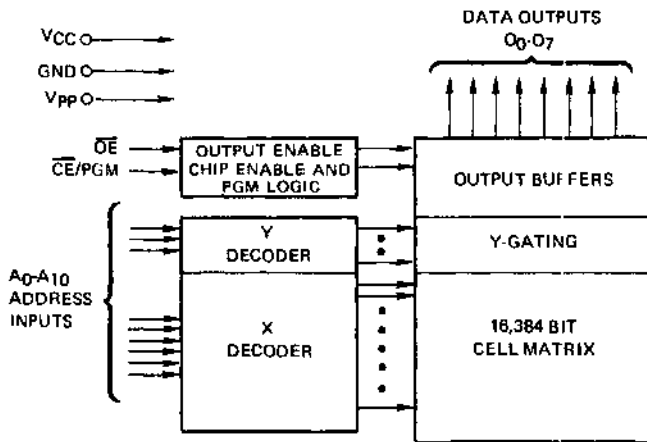 DATA OUTPUTS
O0-O7
VCC
GND
VPP
OE
CE/PGM
OUTPUT ENABLE
CHIP ENABLE AND
PGM LOGIC
OUTPUT BUFFERS
Y
DECODER
Y-GATING
A0-A10
ADDRESS
INPUTS
X
DECODER
16,384 BIT
CELL MATRIX